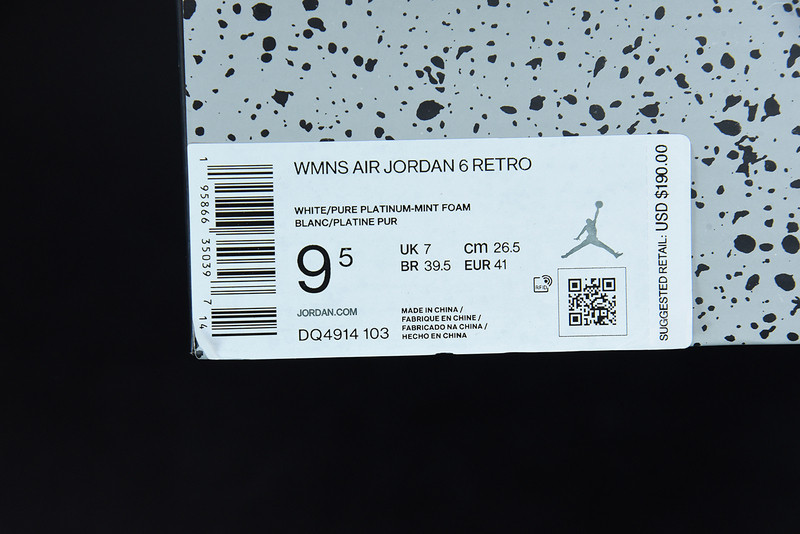 WMNS AIR JORDAN 6 RETRO
WHITE/PURE PLATINUM-MINT FOAM
BLANC/PLATINE PUR
9 5
UK 7 cm 26.5
BR 39.5 EUR 41
JORDAN.COM
DQ4914 103
MADE IN CHINA /
FABRIQUE EN CHINE /
FABRICADO NA CHINA /
HECHO EN CHINA
RFID
SUGGESTED RETAIL: USD $190.00
1 95866 35039 7 14